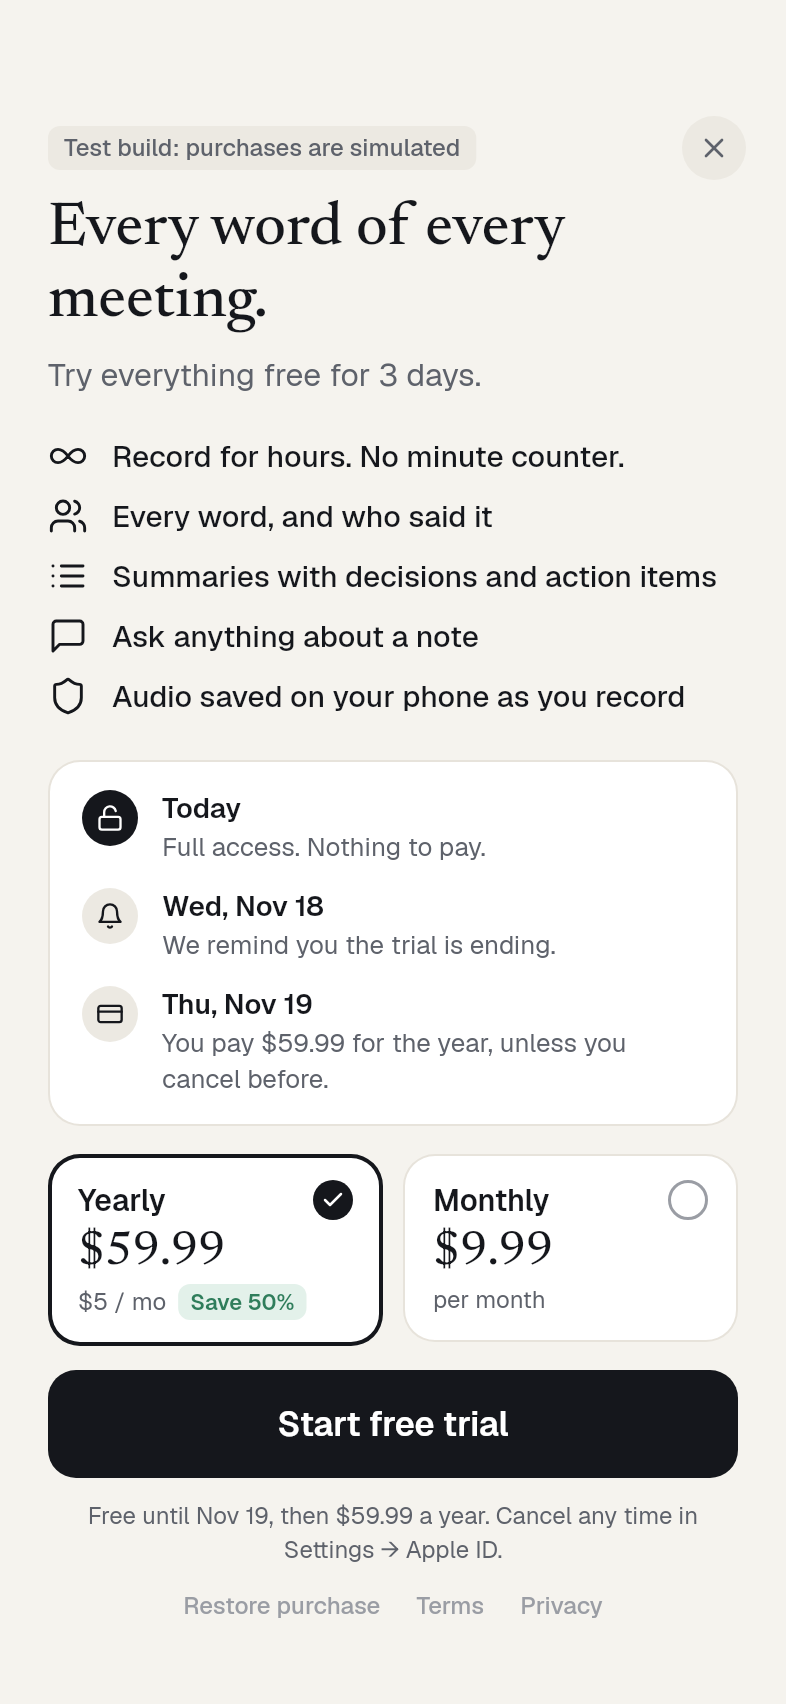 Test build: purchases are simulated
Every word of every
meeting.
Try everything free for 3 days.
Record for hours. No minute counter.
Every word, and who said it
Summaries with decisions and action items
Ask anything about a note
Audio saved on your phone as you record
Today
Full access. Nothing to pay.
Wed, Nov 18
We remind you the trial is ending.
Thu, Nov 19
You pay $59.99 for the year, unless you
cancel before.
Yearly
$59.99
$5 / mo Save 50%
Monthly
$9.99
per month
Start free trial
Free until Nov 19, then $59.99 a year. Cancel any time in
Settings → Apple ID.
Restore purchase Terms Privacy